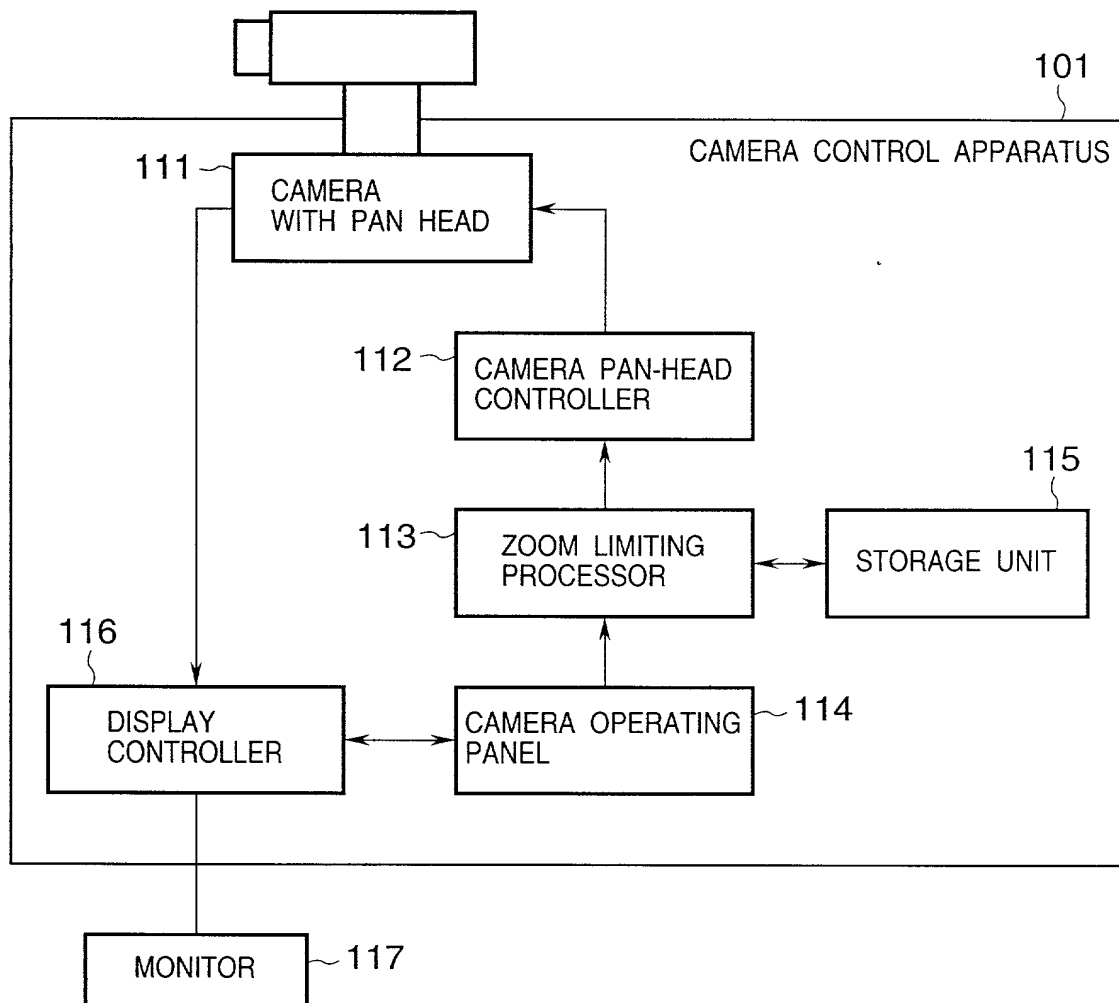 101
CAMERA CONTROL APPARATUS
111
CAMERA
WITH PAN HEAD
112
CAMERA PAN-HEAD
CONTROLLER
115
113
ZOOM LIMITING
PROCESSOR
STORAGE UNIT
116
DISPLAY
CONTROLLER
CAMERA OPERATING
PANEL
114
MONITOR
117